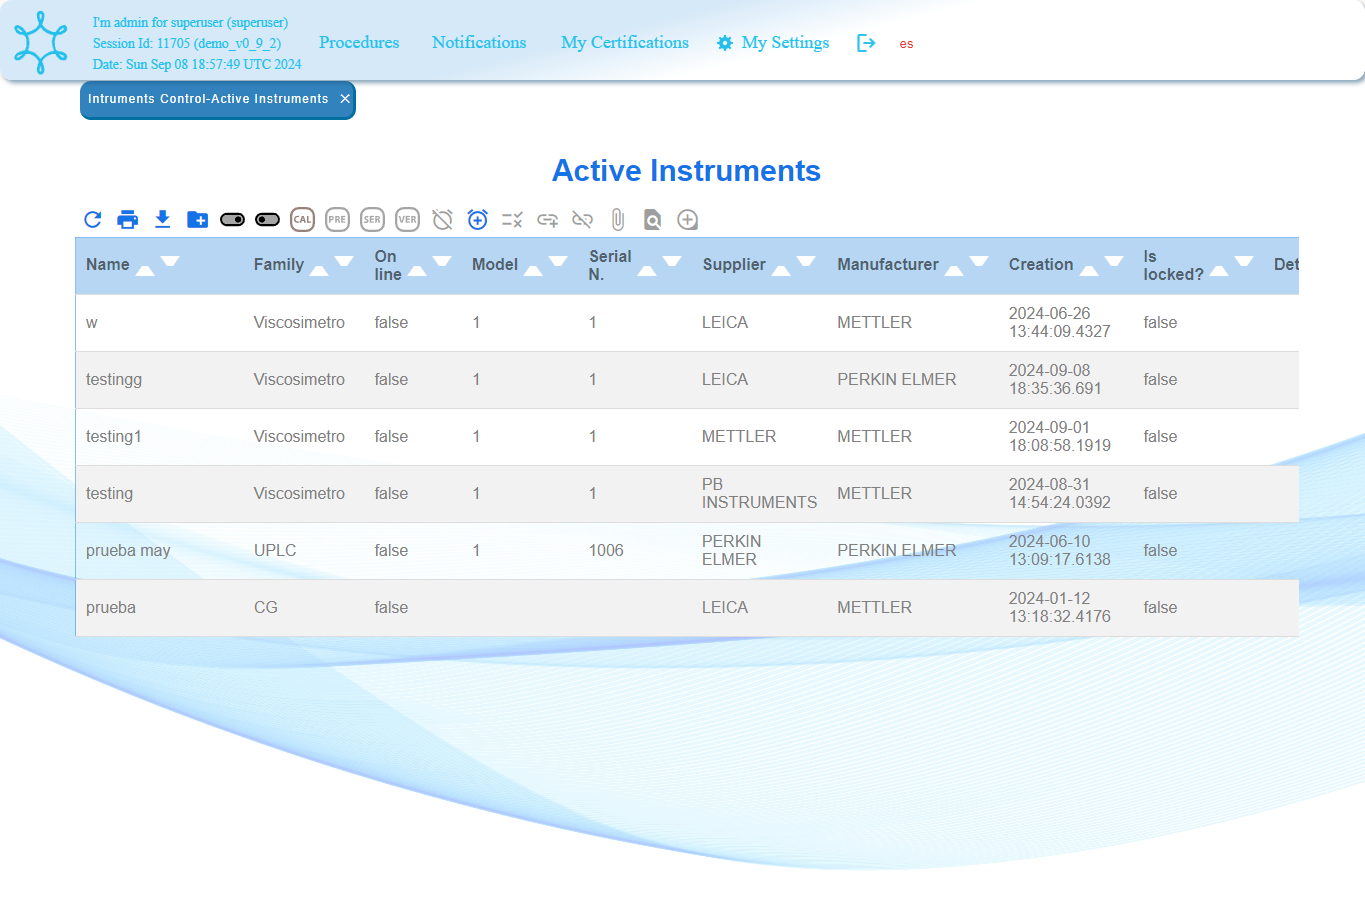 I'm admin for superuser (superuser)
Session Id: 11705 (demo_v0_9_2)
Date: Sun Sep 08 18:57:49 UTC 2024
Procedures Notifications My Certifications My Settings es
Intruments Control-Active Instruments
Active Instruments
CAL PRE SER VER
Name Family On line Model Serial N. Supplier Manufacturer Creation Is locked? Det
w Viscosimetro false 1 1 LEICA METTLER 2024-06-26 13:44:09.4327 false
testingg Viscosimetro false 1 1 LEICA PERKIN ELMER 2024-09-08 18:35:36.691 false
testing1 Viscosimetro false 1 1 METTLER METTLER 2024-09-01 18:08:58.1919 false
testing Viscosimetro false 1 1 PB INSTRUMENTS METTLER 2024-08-31 14:54:24.0392 false
prueba may UPLC false 1 1006 PERKIN ELMER PERKIN ELMER 2024-06-10 13:09:17.6138 false
prueba CG false LEICA METTLER 2024-01-12 13:18:32.4176 false